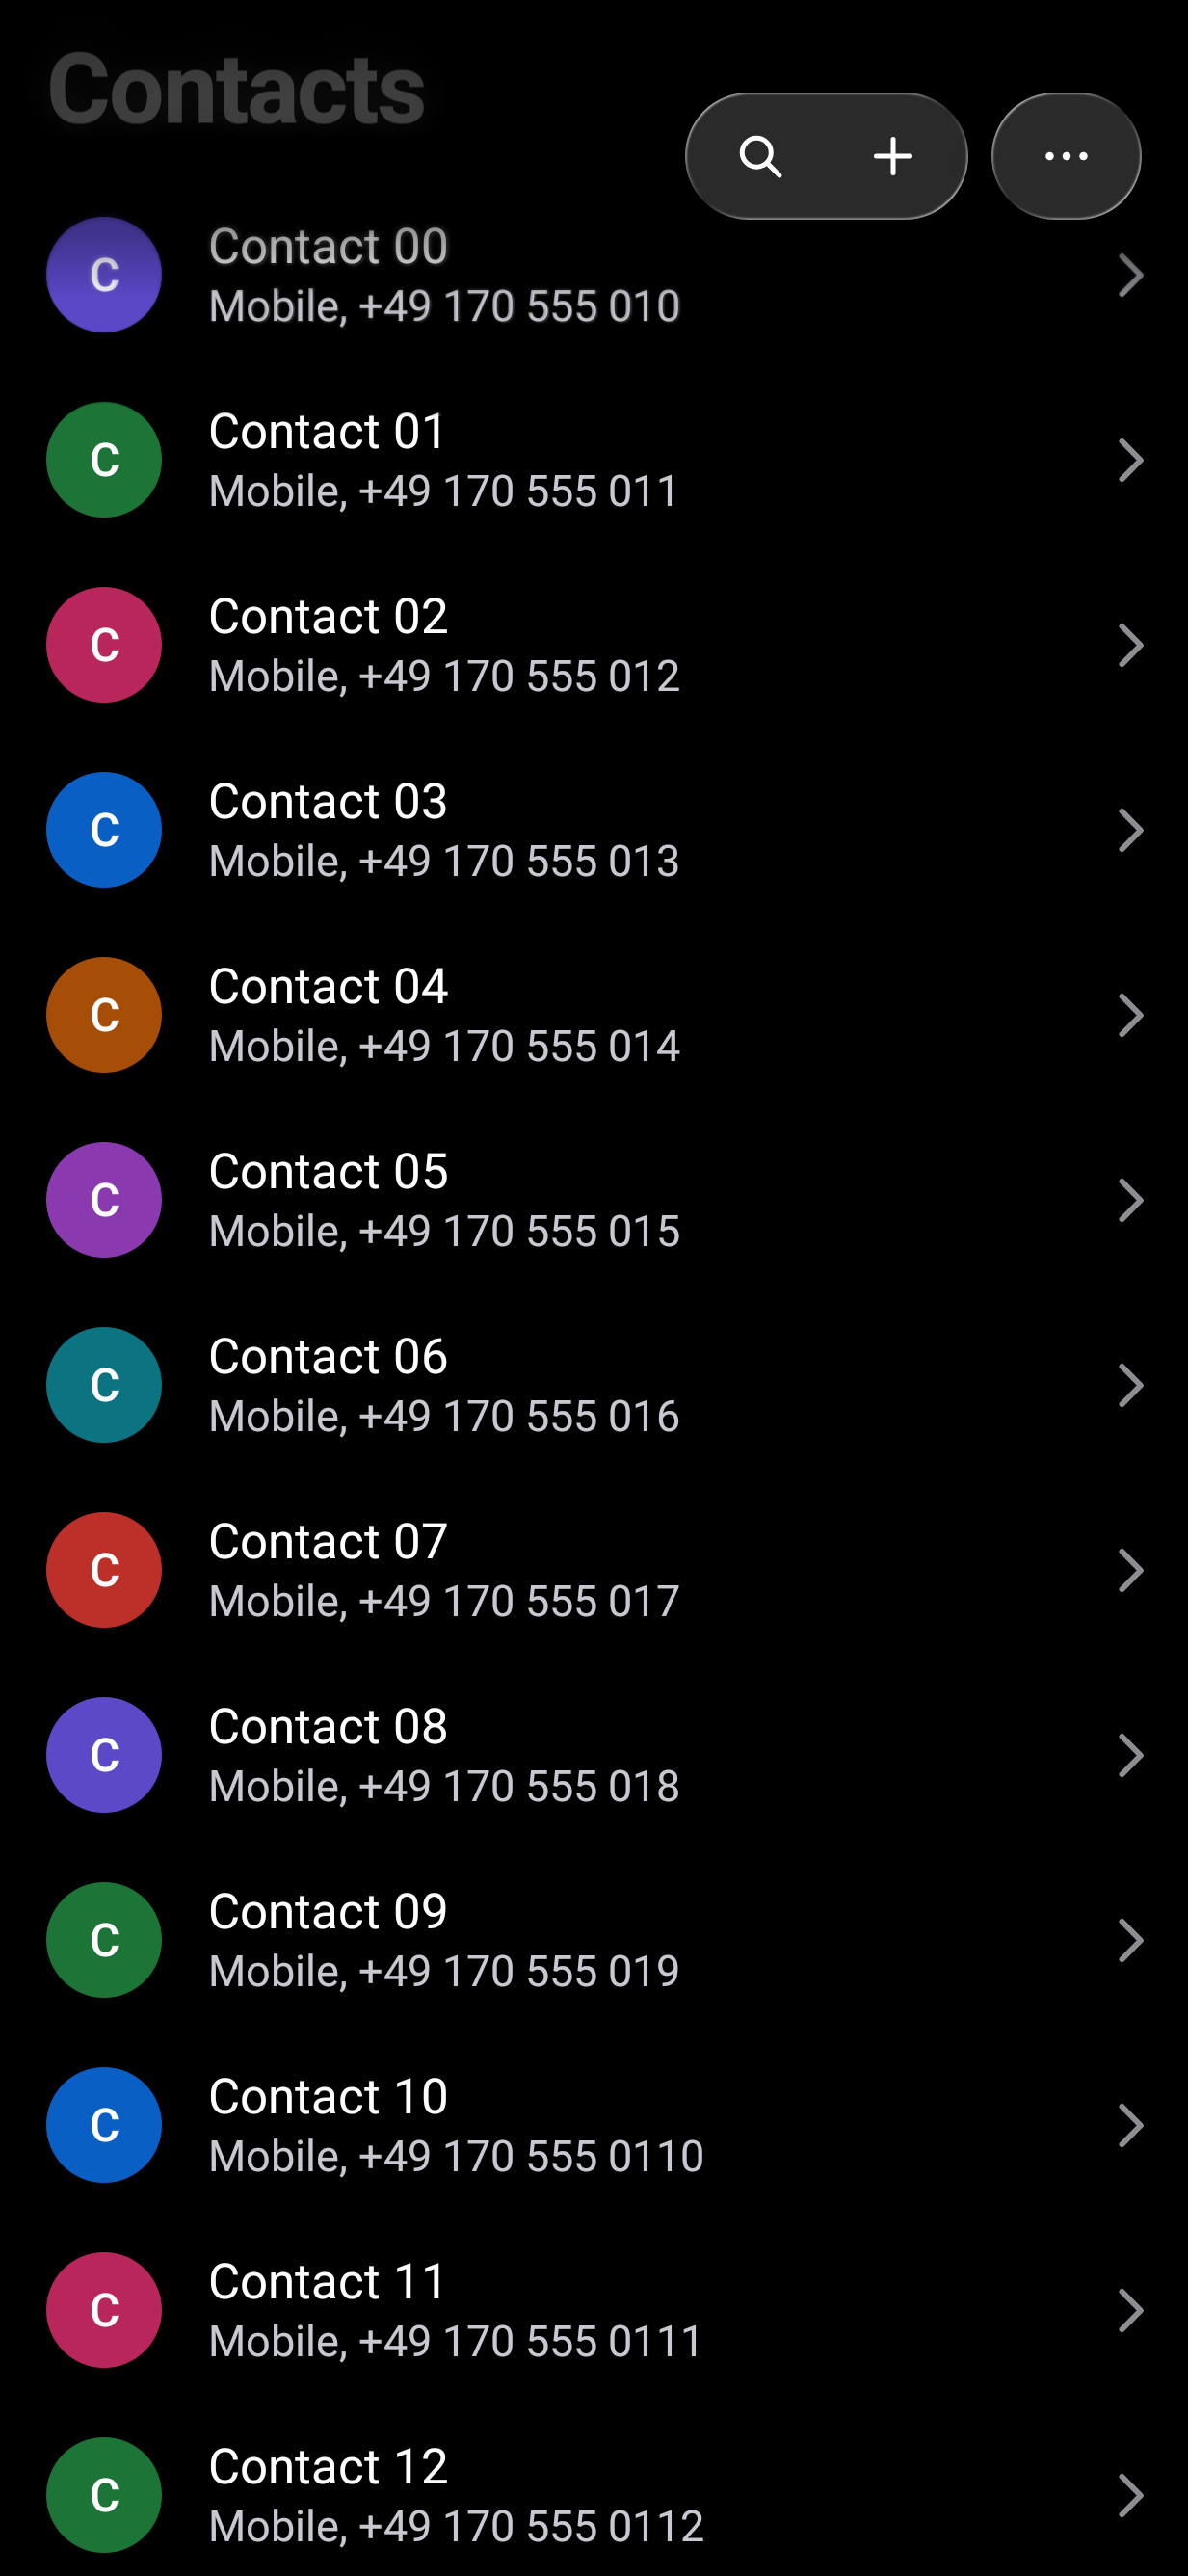 Contacts
C
Contact 00
Mobile, +49 170 555 010
C
Contact 01
Mobile, +49 170 555 011
C
Contact 02
Mobile, +49 170 555 012
C
Contact 03
Mobile, +49 170 555 013
C
Contact 04
Mobile, +49 170 555 014
C
Contact 05
Mobile, +49 170 555 015
C
Contact 06
Mobile, +49 170 555 016
C
Contact 07
Mobile, +49 170 555 017
C
Contact 08
Mobile, +49 170 555 018
C
Contact 09
Mobile, +49 170 555 019
C
Contact 10
Mobile, +49 170 555 0110
C
Contact 11
Mobile, +49 170 555 0111
C
Contact 12
Mobile, +49 170 555 0112